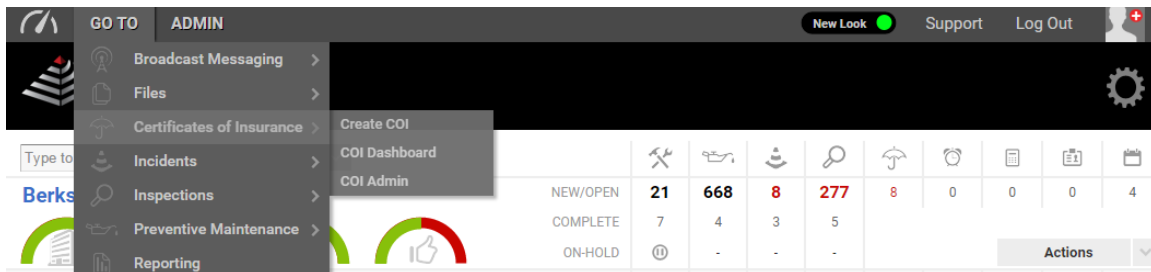 GO TO ADMIN New Look Support Log Out
Broadcast Messaging
Files
Certificates of Insurance Create COI
COI Dashboard
COI Admin
Type to
Incidents
Berks
Inspections
NEW/OPEN 21 668 8 277 8 0 0 0 4
Preventive Maintenance
COMPLETE 7 4 3 5
Reporting
ON-HOLD - - - Actions